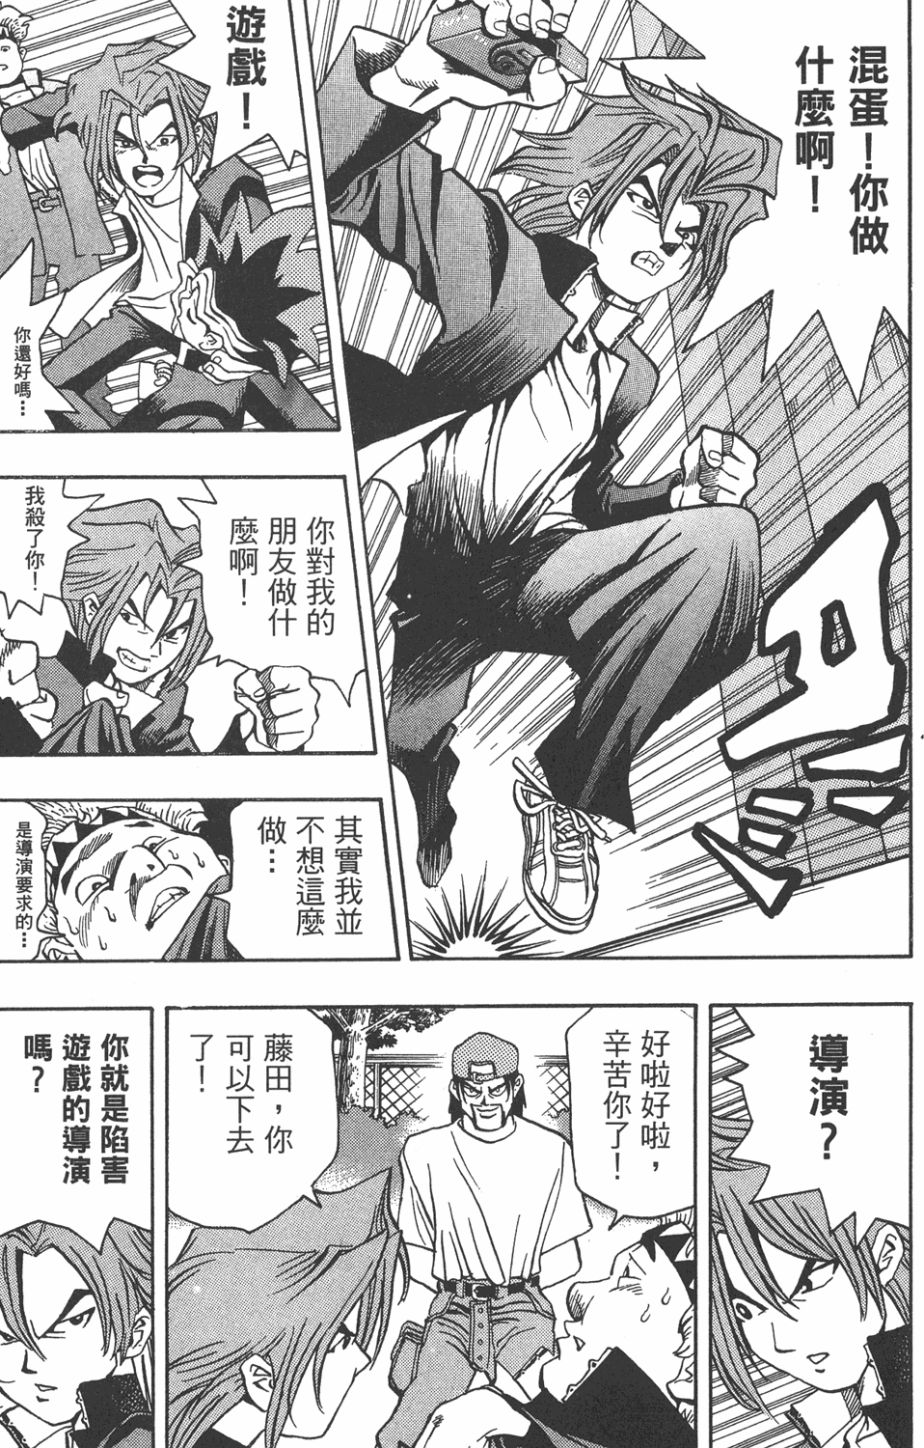 混蛋！你做
什麼啊！
遊戲！
你還好嗎…
你對我的
朋友做什
麼啊！
我殺了你！
其實我並
不想這麼
做…
是導演要求的…
導演？
好啦好啦，
辛苦你了！
藤田，你
可以下去
了！
你就是陷害
遊戲的導演
嗎？